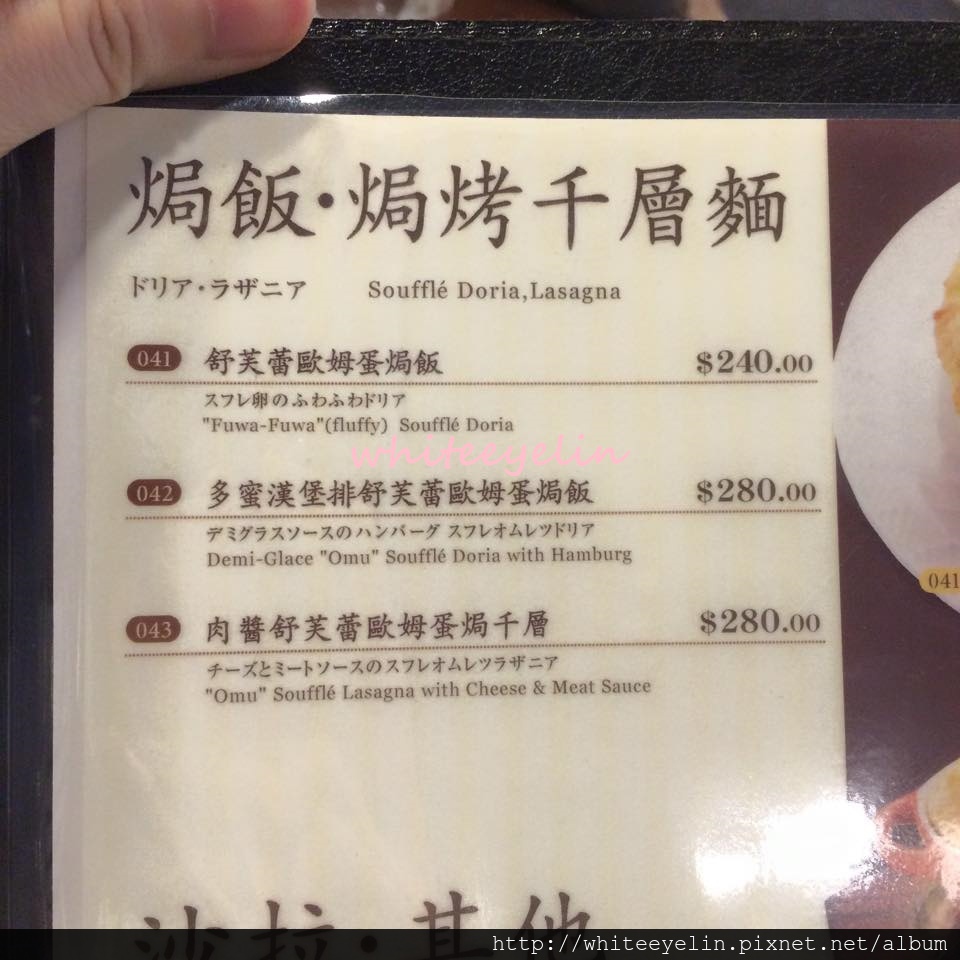 焗飯·焗烤千層麵
ドリア·ラザニア Soufflé Doria,Lasagna
041 舒芙蕾歐姆蛋焗飯 $240.00
スフレ卵のふわふわドリア
"Fuwa-Fuwa"(fluffy) Soufflé Doria
whiteeyelin
042 多蜜漢堡排舒芙蕾歐姆蛋焗飯 $280.00
デミグラスソースのハンバーグ スフレオムレツドリア
Demi-Glace "Omu" Soufflé Doria with Hamburg
041
043 肉醬舒芙蕾歐姆蛋焗千層 $280.00
チーズとミートソースのスフレオムレツラザニア
"Omu" Soufflé Lasagna with Cheese & Meat Sauce
沙拉·其他
http://whiteeyelin.pixnet.net/album